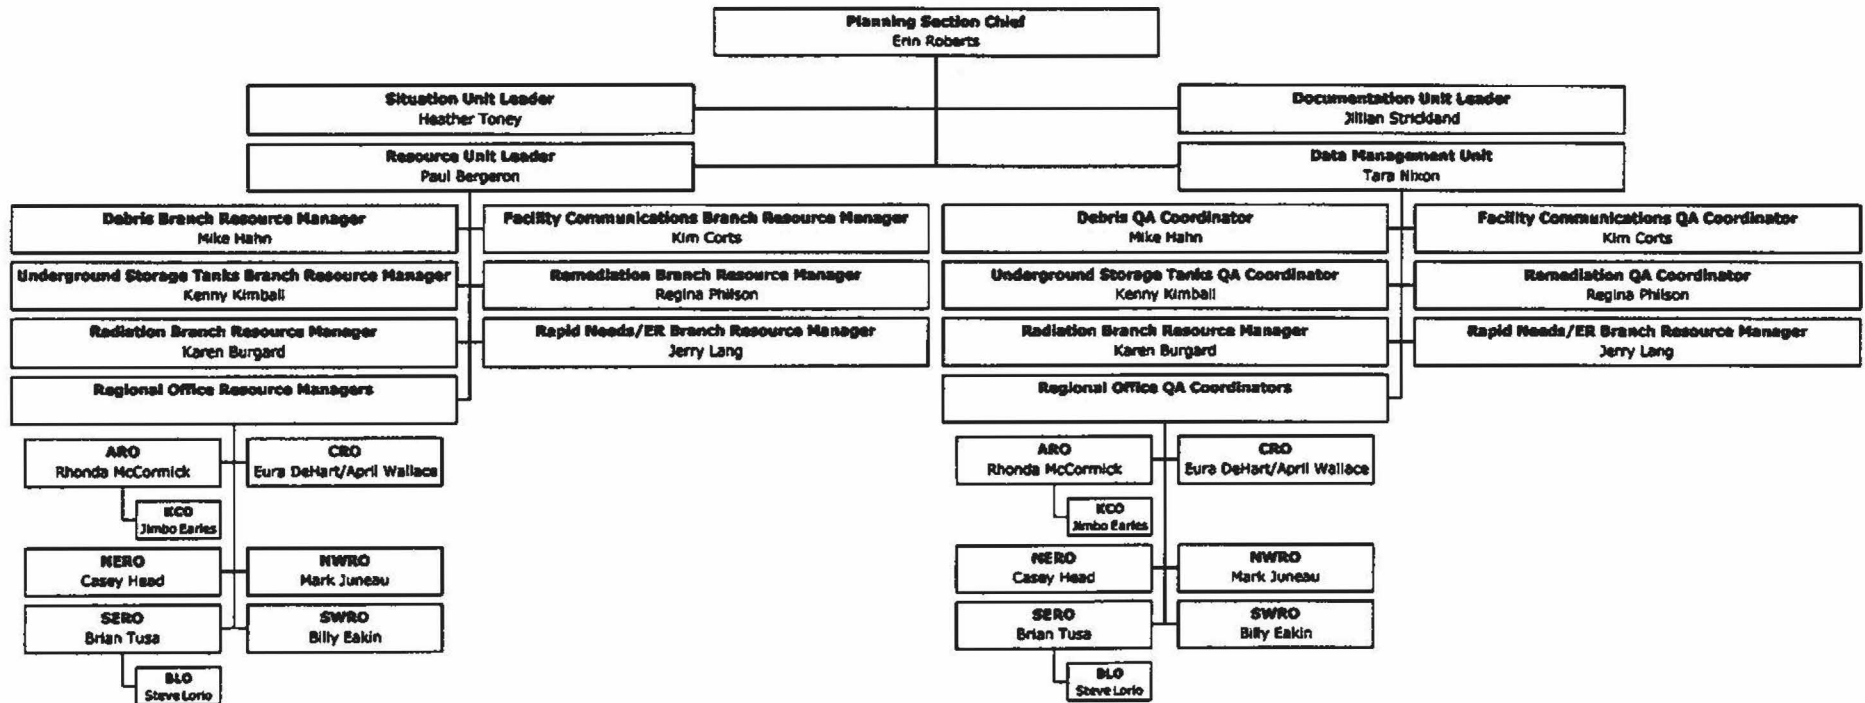 Planning Section Chief
Erin Roberts
Situation Unit Leader
Heather Toney
Documentation Unit Leader
Jillian Strickland
Resource Unit Leader
Paul Bergeron
Data Management Unit
Tara Nixon
Debris Branch Resource Manager
Mike Hahn
Facility Communications Branch Resource Manager
Kim Corts
Underground Storage Tanks Branch Resource Manager
Kenny Kimball
Remediation Branch Resource Manager
Regina Philson
Radiation Branch Resource Manager
Karen Burgard
Rapid Needs/ER Branch Resource Manager
Jerry Lang
Regional Office Resource Managers
ARO
Rhonda McCormick
CRO
Eura DeHart/April Wallace
KCO
Jimbo Earles
NERO
Casey Head
NWRO
Mark Juneau
SERO
Brian Tusa
SWRO
Billy Eakin
BLO
Steve Lorio
Debris QA Coordinator
Mike Hahn
Facility Communications QA Coordinator
Kim Corts
Underground Storage Tanks QA Coordinator
Kenny Kimball
Remediation QA Coordinator
Regina Philson
Radiation Branch Resource Manager
Karen Burgard
Rapid Needs/ER Branch Resource Manager
Jerry Lang
Regional Office QA Coordinators
ARO
Rhonda McCormick
CRO
Eura DeHart/April Wallace
KCO
Jimbo Earles
NERO
Casey Head
NWRO
Mark Juneau
SERO
Brian Tusa
SWRO
Billy Eakin
BLO
Steve Lorio